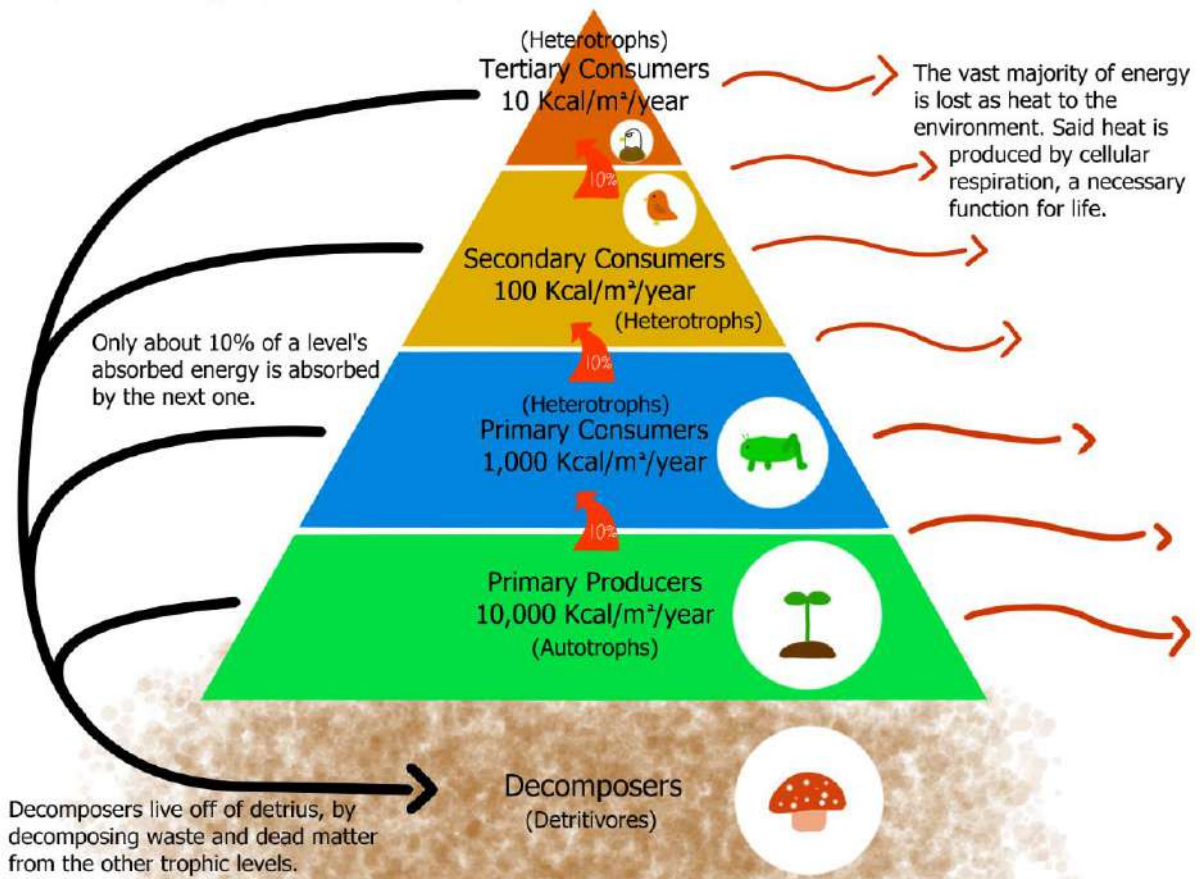 (Heterotrophs)
Tertiary Consumers
10 Kcal/m²/year
The vast majority of energy
is lost as heat to the
environment. Said heat is
produced by cellular
respiration, a necessary
function for life.
10%
Secondary Consumers
100 Kcal/m²/year
(Heterotrophs)
Only about 10% of a level's
absorbed energy is absorbed
by the next one.
10%
(Heterotrophs)
Primary Consumers
1,000 Kcal/m²/year
10%
Primary Producers
10,000 Kcal/m²/year
(Autotrophs)
Decomposers
(Detritivores)
Decomposers live off of detrius, by
decomposing waste and dead matter
from the other trophic levels.